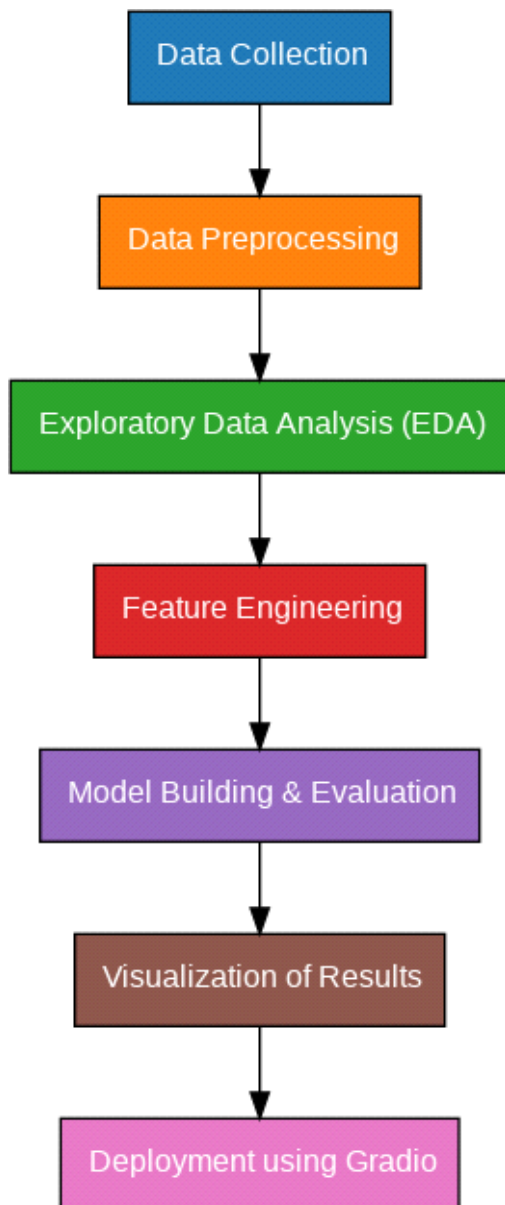 Data Collection
Data Preprocessing
Exploratory Data Analysis (EDA)
Feature Engineering
Model Building & Evaluation
Visualization of Results
Deployment using Gradio